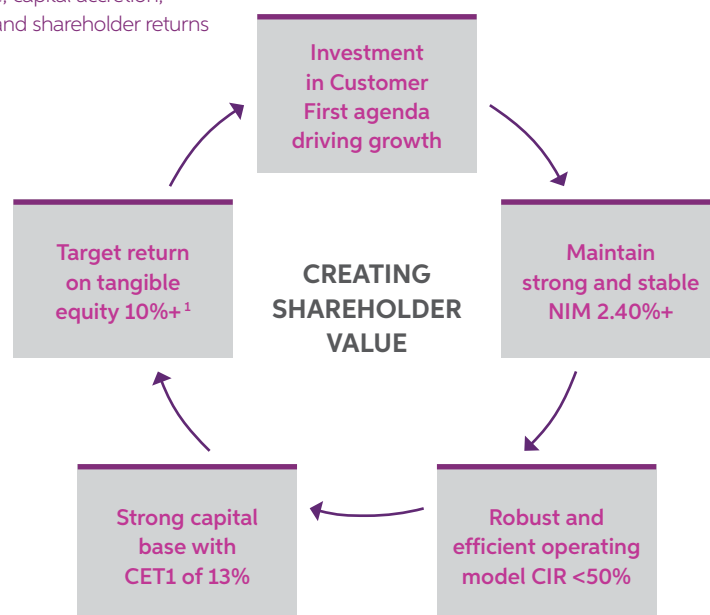 capital accretion,
and shareholder returns
Investment
in Customer
First agenda
driving growth
Maintain
strong and stable
NIM 2.40%+
Robust and
efficient operating
model CIR <50%
Strong capital
base with
CET1 of 13%
Target return
on tangible
equity 10%+¹
CREATING
SHAREHOLDER
VALUE